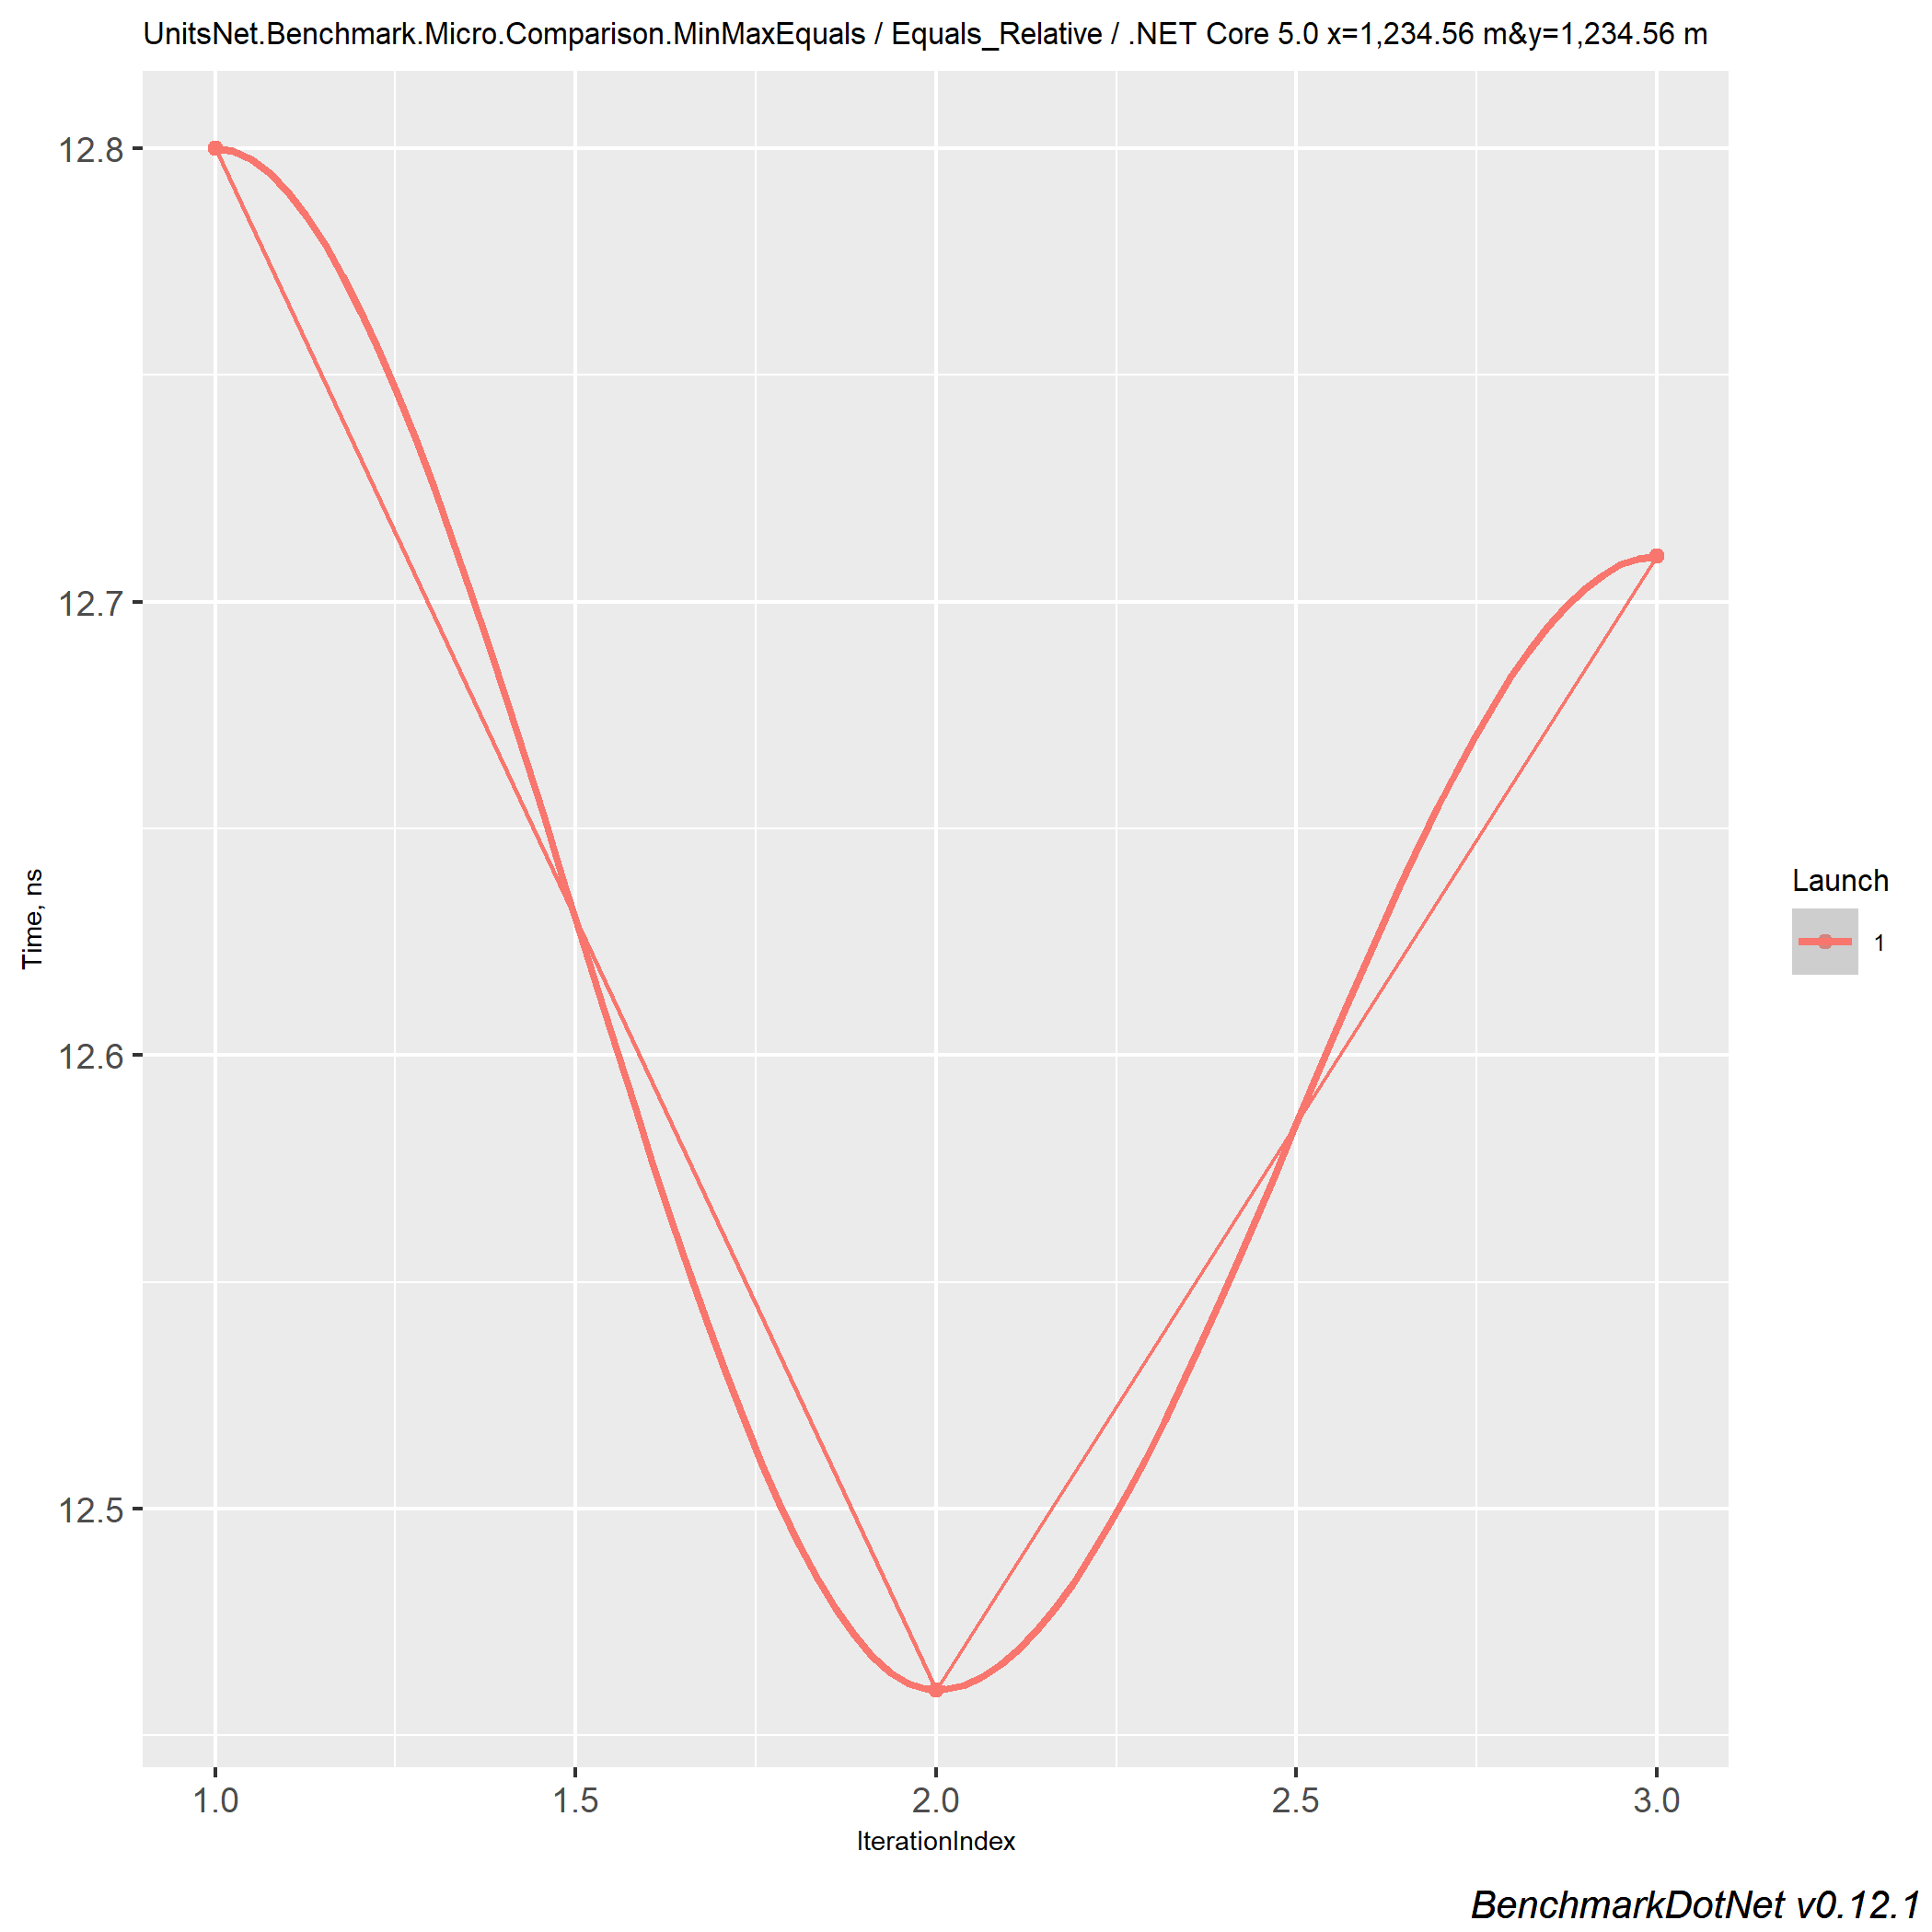 UnitsNet.Benchmark.Micro.Comparison.MinMaxEquals / Equals_Relative / .NET Core 5.0 x=1,234.56 m&y=1,234.56 m
12.8
12.7
12.6
12.5
Time, ns
1.0 1.5 2.0 2.5 3.0
IterationIndex
Launch
1
BenchmarkDotNet v0.12.1